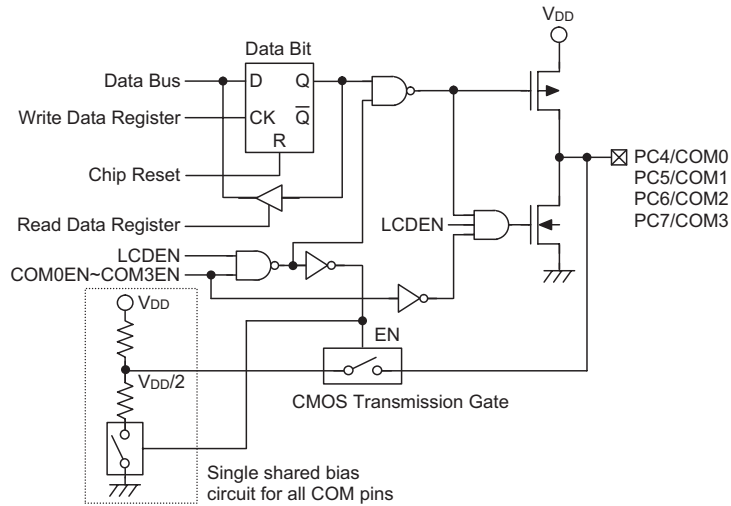 VDD
Data Bit
Data Bus
D Q
Write Data Register
CK Q̅
R
Chip Reset
PC4/COM0
PC5/COM1
PC6/COM2
PC7/COM3
Read Data Register
LCDEN
LCDEN
COM0EN~COM3EN
VDD
EN
VDD/2
CMOS Transmission Gate
Single shared bias
circuit for all COM pins